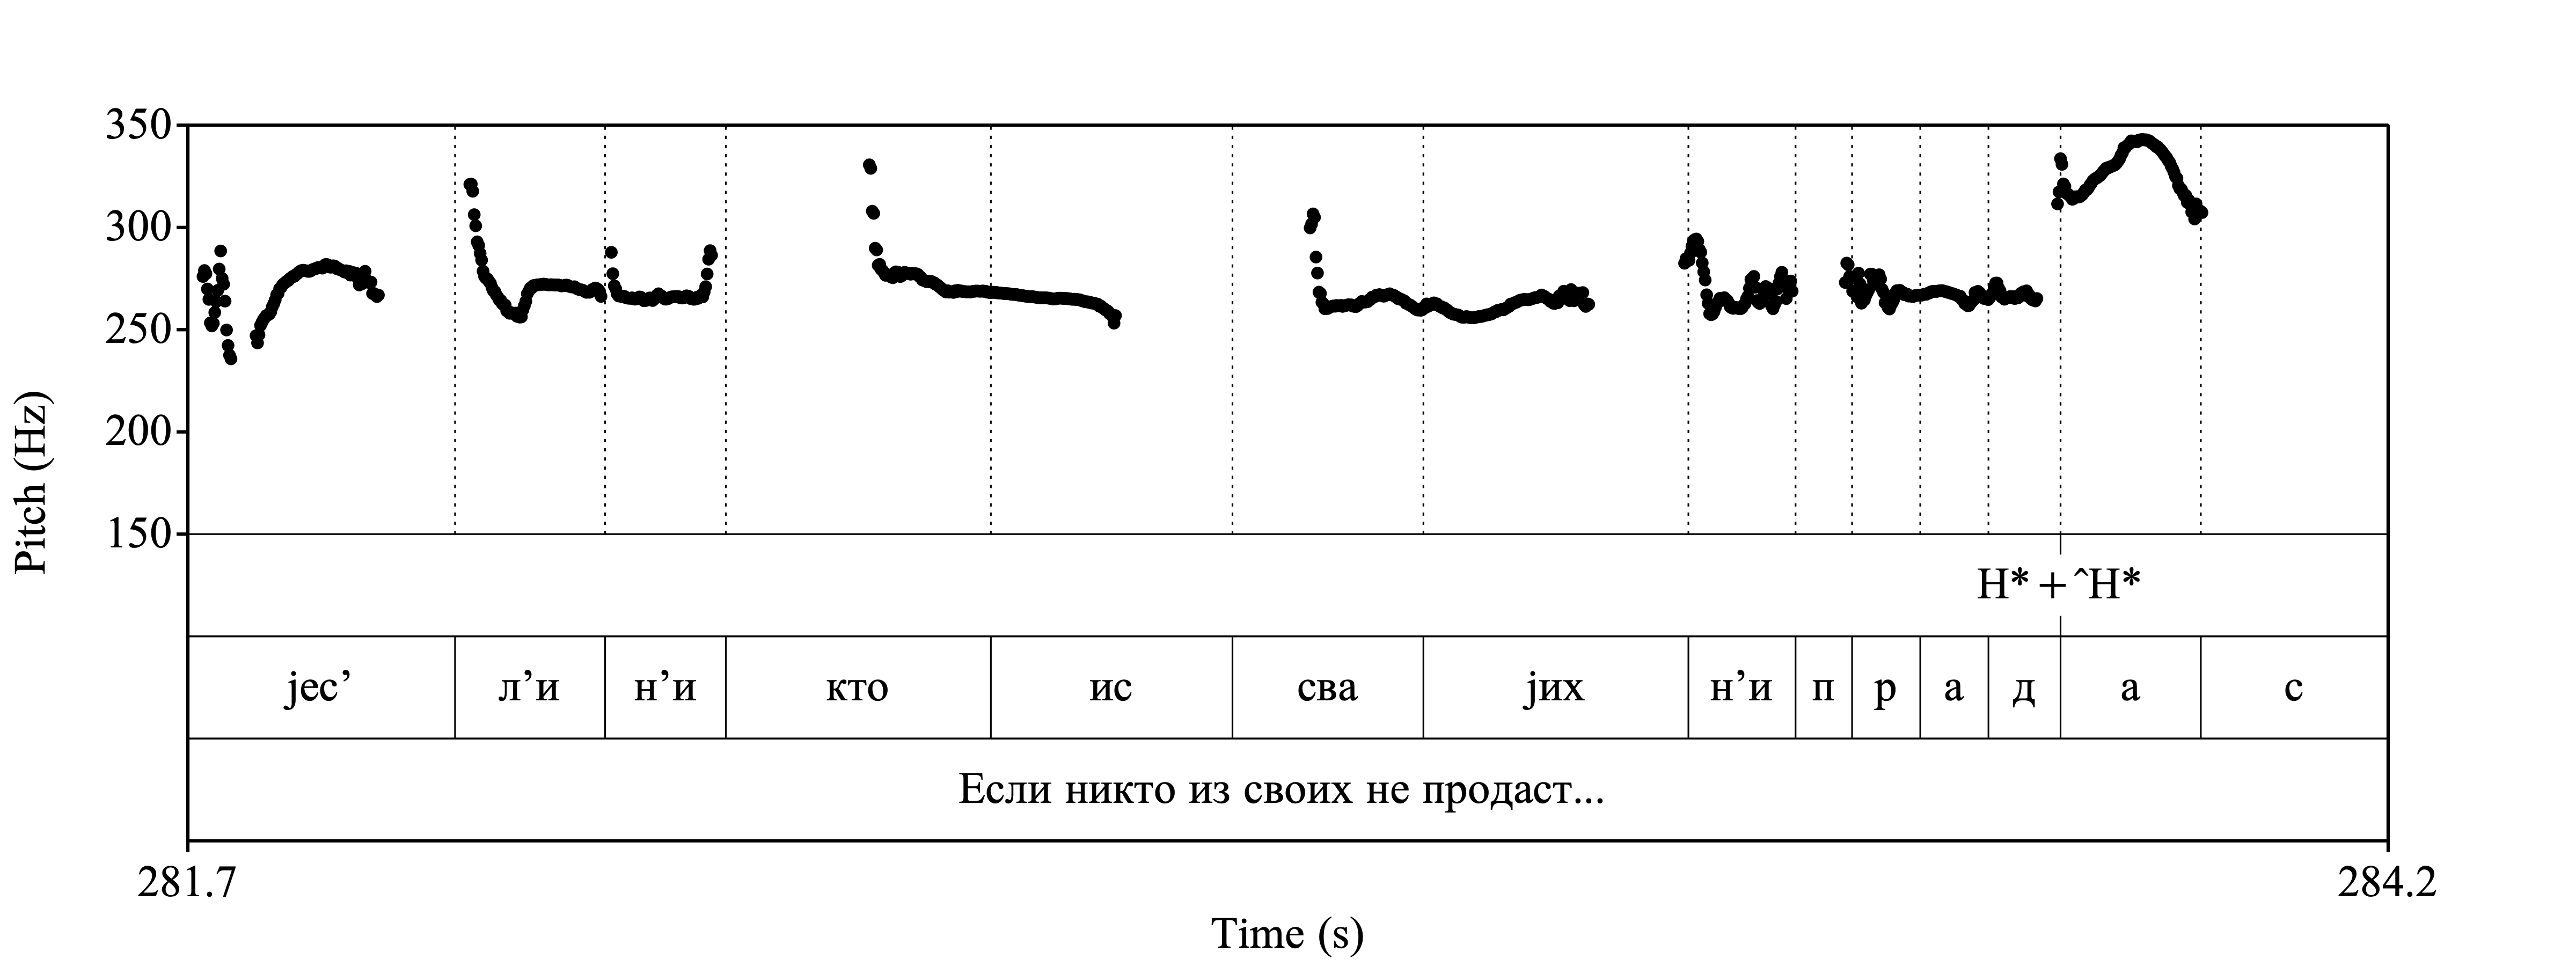 350
300
250
200
150
Pitch (Hz)
H* + ˆH*
jес’ л’и н’и кто ис сва jих н’и п р а д а с
Если никто из своих не продаст...
281.7 284.2
Time (s)